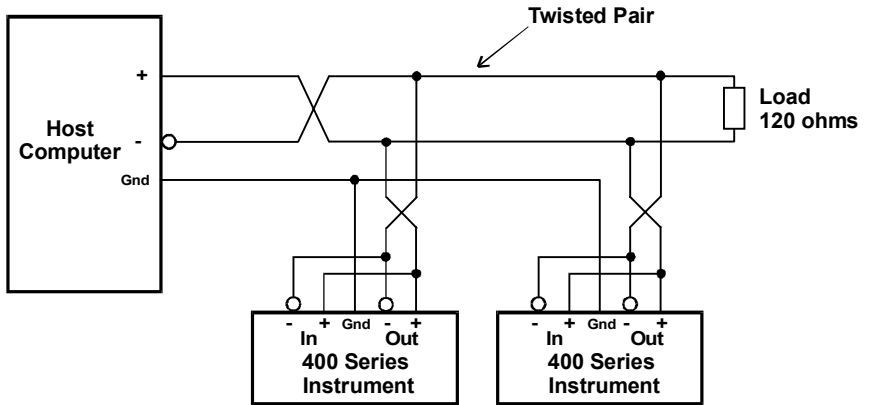 Twisted Pair
Host
Computer
+
-
Gnd
Load
120 ohms
- + Gnd - +
In Out
400 Series
Instrument
- + Gnd - +
In Out
400 Series
Instrument